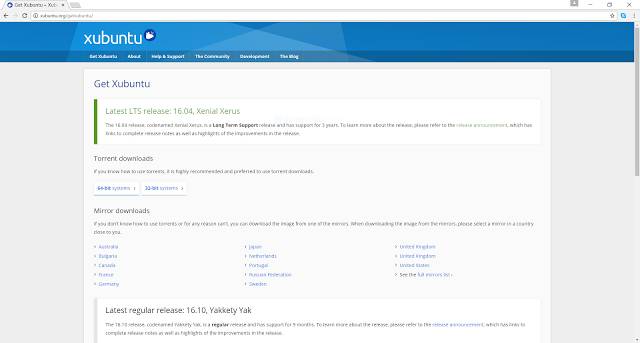 Get Xubuntu « Xub
xubuntu.org/getxubuntu/
xubuntu
Get Xubuntu About Help & Support The Community Development The Blog
Get Xubuntu
Latest LTS release: 16.04, Xenial Xerus
The 16.04 release, codenamed Xenial Xerus, is a Long Term Support release and has support for 3 years. To learn more about the release, please refer to the release announcement, which has
links to complete release notes as well as highlights of the improvements in the release.
Torrent downloads
If you know how to use torrents, it is highly recommended and preferred to use torrent downloads.
64-bit systems › 32-bit systems ›
Mirror downloads
If you don't know how to use torrents or for any reason can't, you can download the image from one of the mirrors. When downloading the image from the mirrors, please select a mirror in a country
close to you.
› Australia › Japan › United Kingdom
› Bulgaria › Netherlands › United Kingdom
› Canada › Portugal › United States
› France › Russian Federation › See the full mirrors list ›
› Germany › Sweden
Latest regular release: 16.10, Yakkety Yak
The 16.10 release, codenamed Yakkety Yak, is a regular release and has support for 9 months. To learn more about the release, please refer to the release announcement, which has links to
complete release notes as well as highlights of the improvements in the release.